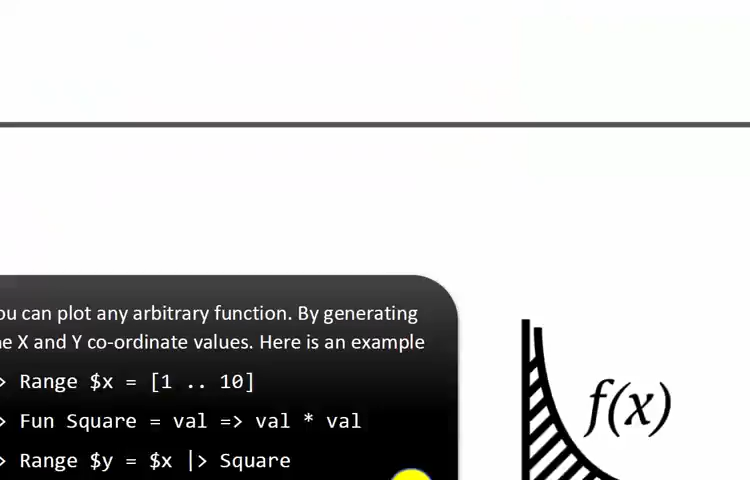 ou can plot any arbitrary function. By generating
e X and Y co-ordinate values. Here is an example
> Range $x = [1 .. 10]
> Fun Square = val => val * val
> Range $y = $x |> Square
f(x)